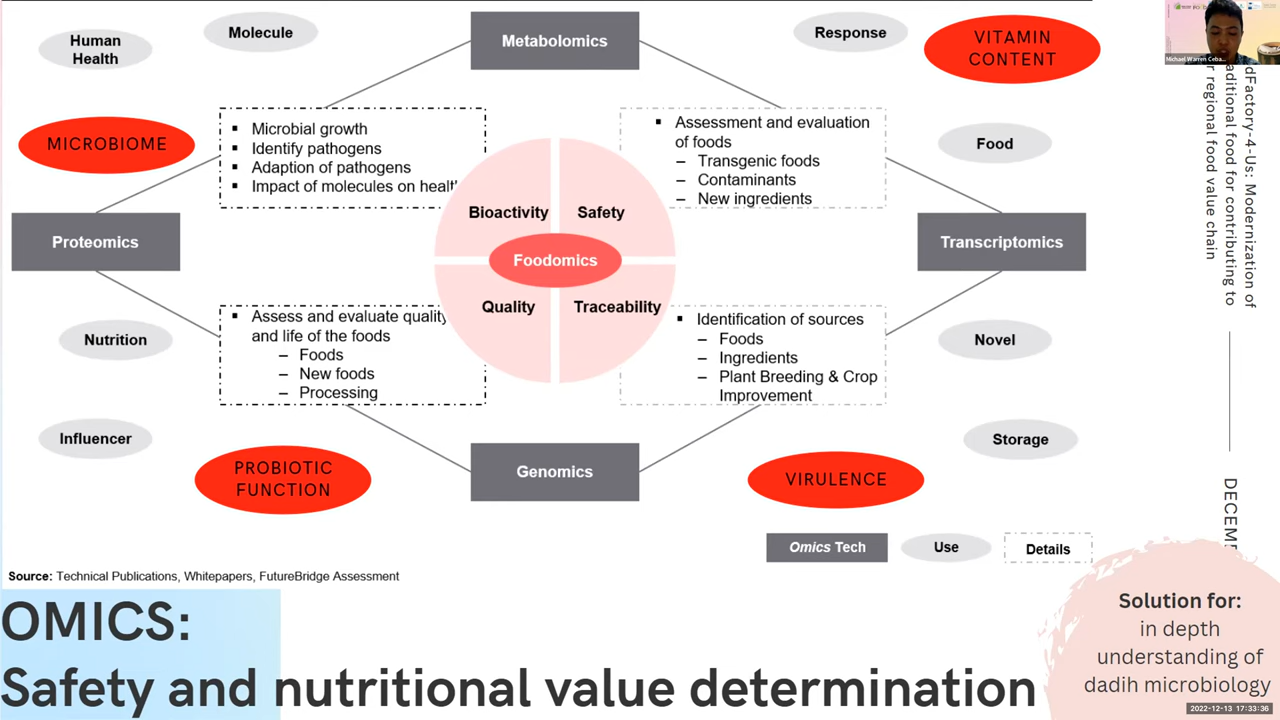 Human
Health
Molecule
Metabolomics
Response
VITAMIN
CONTENT
MICROBIOME
Microbial growth
Identify pathogens
Adaption of pathogens
Impact of molecules on healt
Assessment and evaluation
of foods
– Transgenic foods
– Contaminants
– New ingredients
Food
Proteomics
Bioactivity
Safety
Foodomics
Quality
Traceability
Transcriptomics
Nutrition
Assess and evaluate quality
and life of the foods
– Foods
– New foods
– Processing
Identification of sources
– Foods
– Ingredients
– Plant Breeding & Crop
Improvement
Novel
Influencer
Storage
PROBIOTIC
FUNCTION
Genomics
VIRULENCE
Omics Tech
Use
Details
Source: Technical Publications, Whitepapers, FutureBridge Assessment
OMICS:
Safety and nutritional value determination
Solution for:
in depth
understanding of
dadih microbiology
2022-12-13 17:33:36
Michael Warren Ceba...
dFactory-4-Us: Modernization of
aditional food for contributing to
r regional food value chain
DECEM